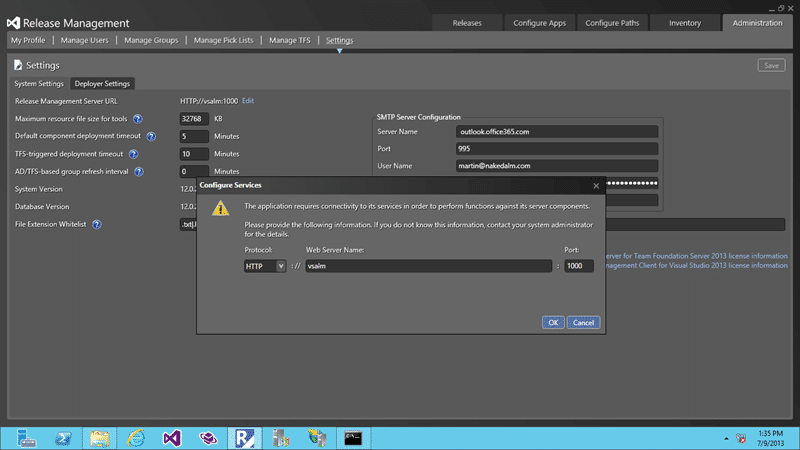 Release Management
Releases
Configure Apps
Configure Paths
Inventory
Administration
My Profile | Manage Users | Manage Groups | Manage Pick Lists | Manage TFS | Settings
Settings
Save
System Settings
Deployer Settings
Release Management Server URL HTTP://vsalm:1000 Edit
Maximum resource file size for tools ? 32768 KB
Default component deployment timeout ? 5 Minutes
TFS-triggered deployment timeout ? 10 Minutes
AD/TFS-based group refresh interval ? 0 Minutes
System Version 12.0.
Database Version 12.0.2
File Extension Whitelist ? .txt
SMTP Server Configuration
Server Name outlook.office365.com
Port 995
User Name martin@nakedalm.com
Configure Services
The application requires connectivity to its services in order to perform functions against its server components.
Please provide the following information. If you do not know this information, contact your system administrator
for the details.
Protocol: Web Server Name: Port:
HTTP :// vsalm : 1000
OK
Cancel
erver for Team Foundation Server 2013 license information
nagement Client for Visual Studio 2013 license information
1:35 PM
7/9/2013